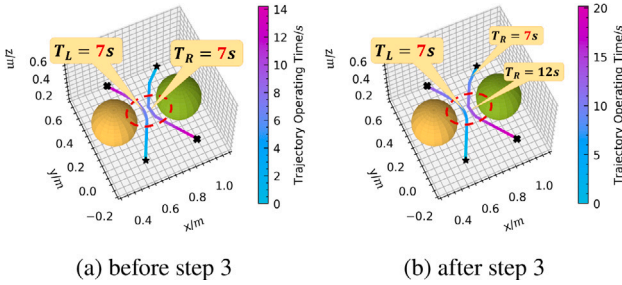 T_L = 7s
T_R = 7s
z/m
0.6
0.4
0.2
0.6
0.4
0.2
0.0
-0.2
y/m
0.4
0.6
0.8
1.0
x/m
14
12
10
8
6
4
2
0
Trajectory Operating Time/s
(a) before step 3
T_L = 7s
T_R = 7s
T_R = 12s
z/m
0.6
0.4
0.2
0.6
0.4
0.2
0.0
-0.2
y/m
0.4
0.6
0.8
1.0
x/m
20
15
10
5
0
Trajectory Operating Time/s
(b) after step 3